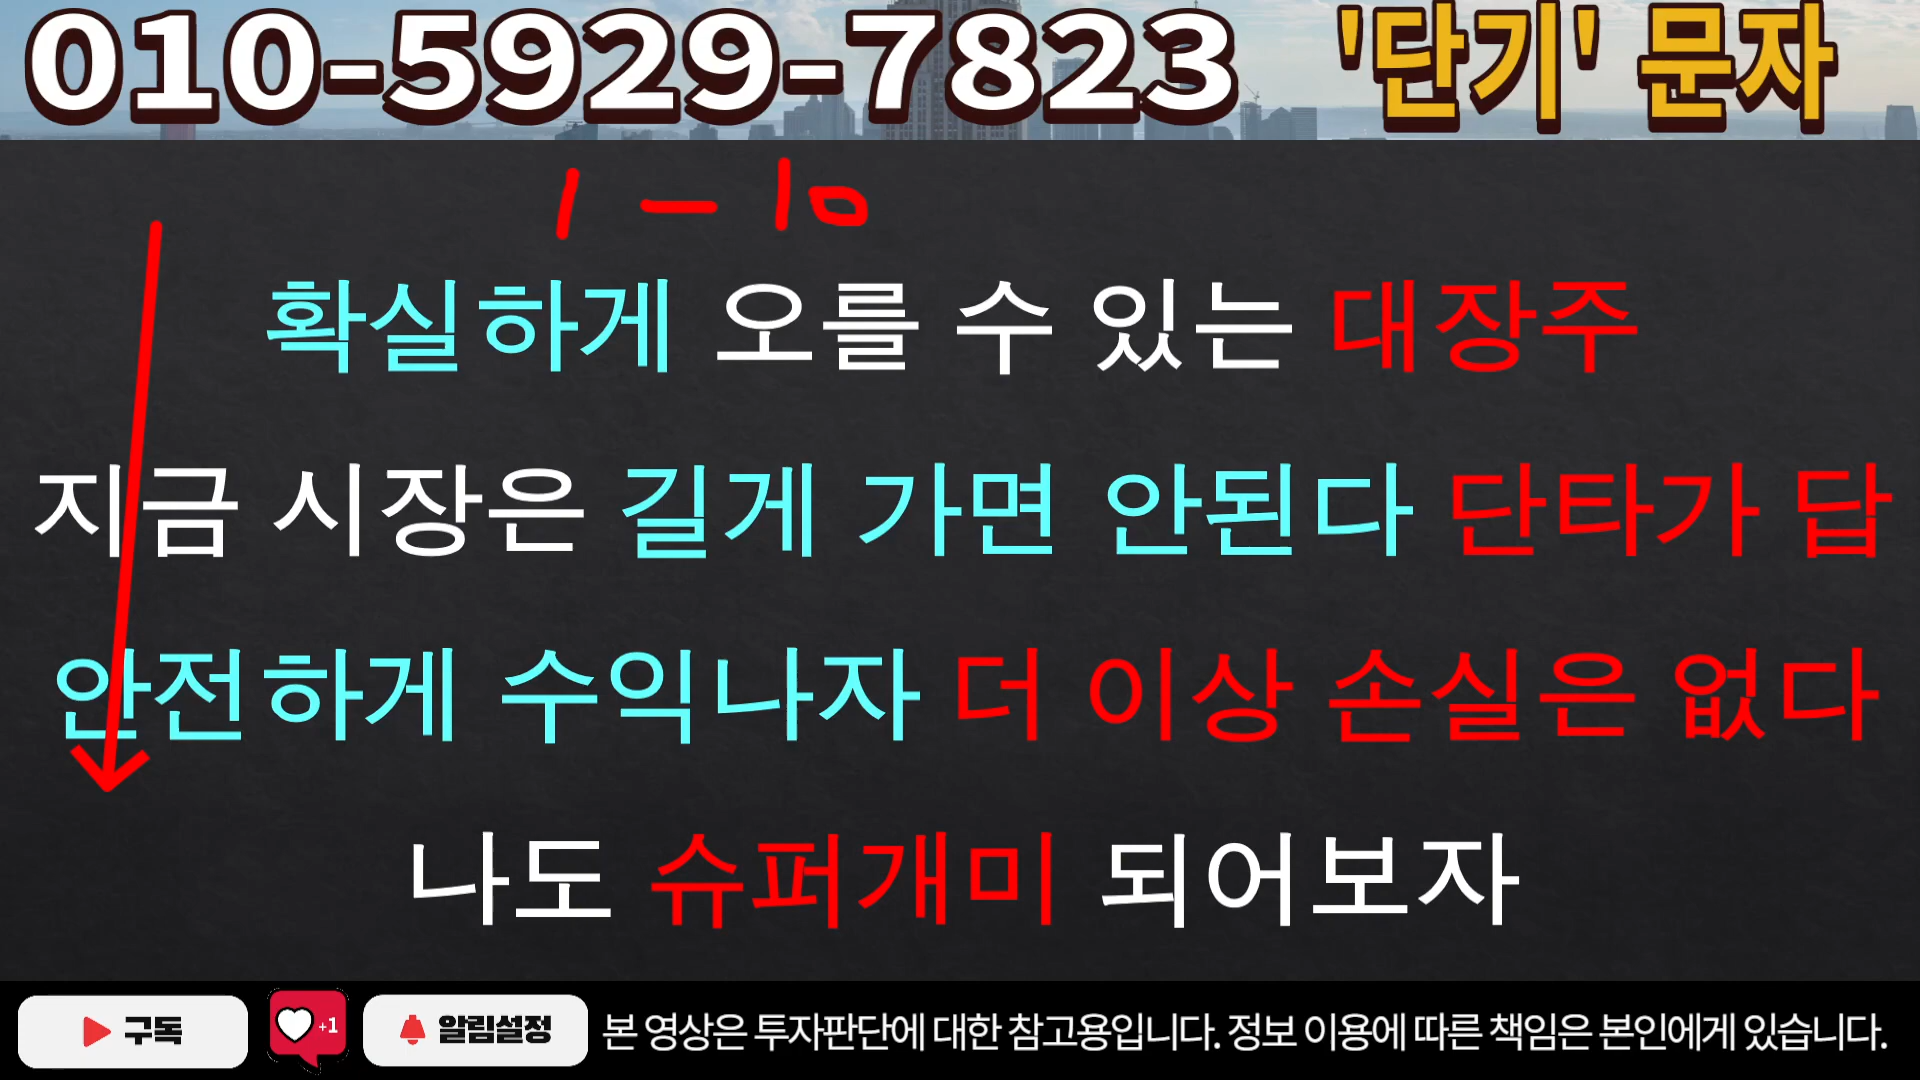 010-5929-7823 '단기' 문자
1 - 10
확실하게 오를 수 있는 대장주
지금 시장은 길게 가면 안된다 단타가 답
안전하게 수익나자 더 이상 손실은 없다
나도 슈퍼개미 되어보자
구독 +1 알림설정 본 영상은 투자판단에 대한 참고용입니다. 정보 이용에 따른 책임은 본인에게 있습니다.